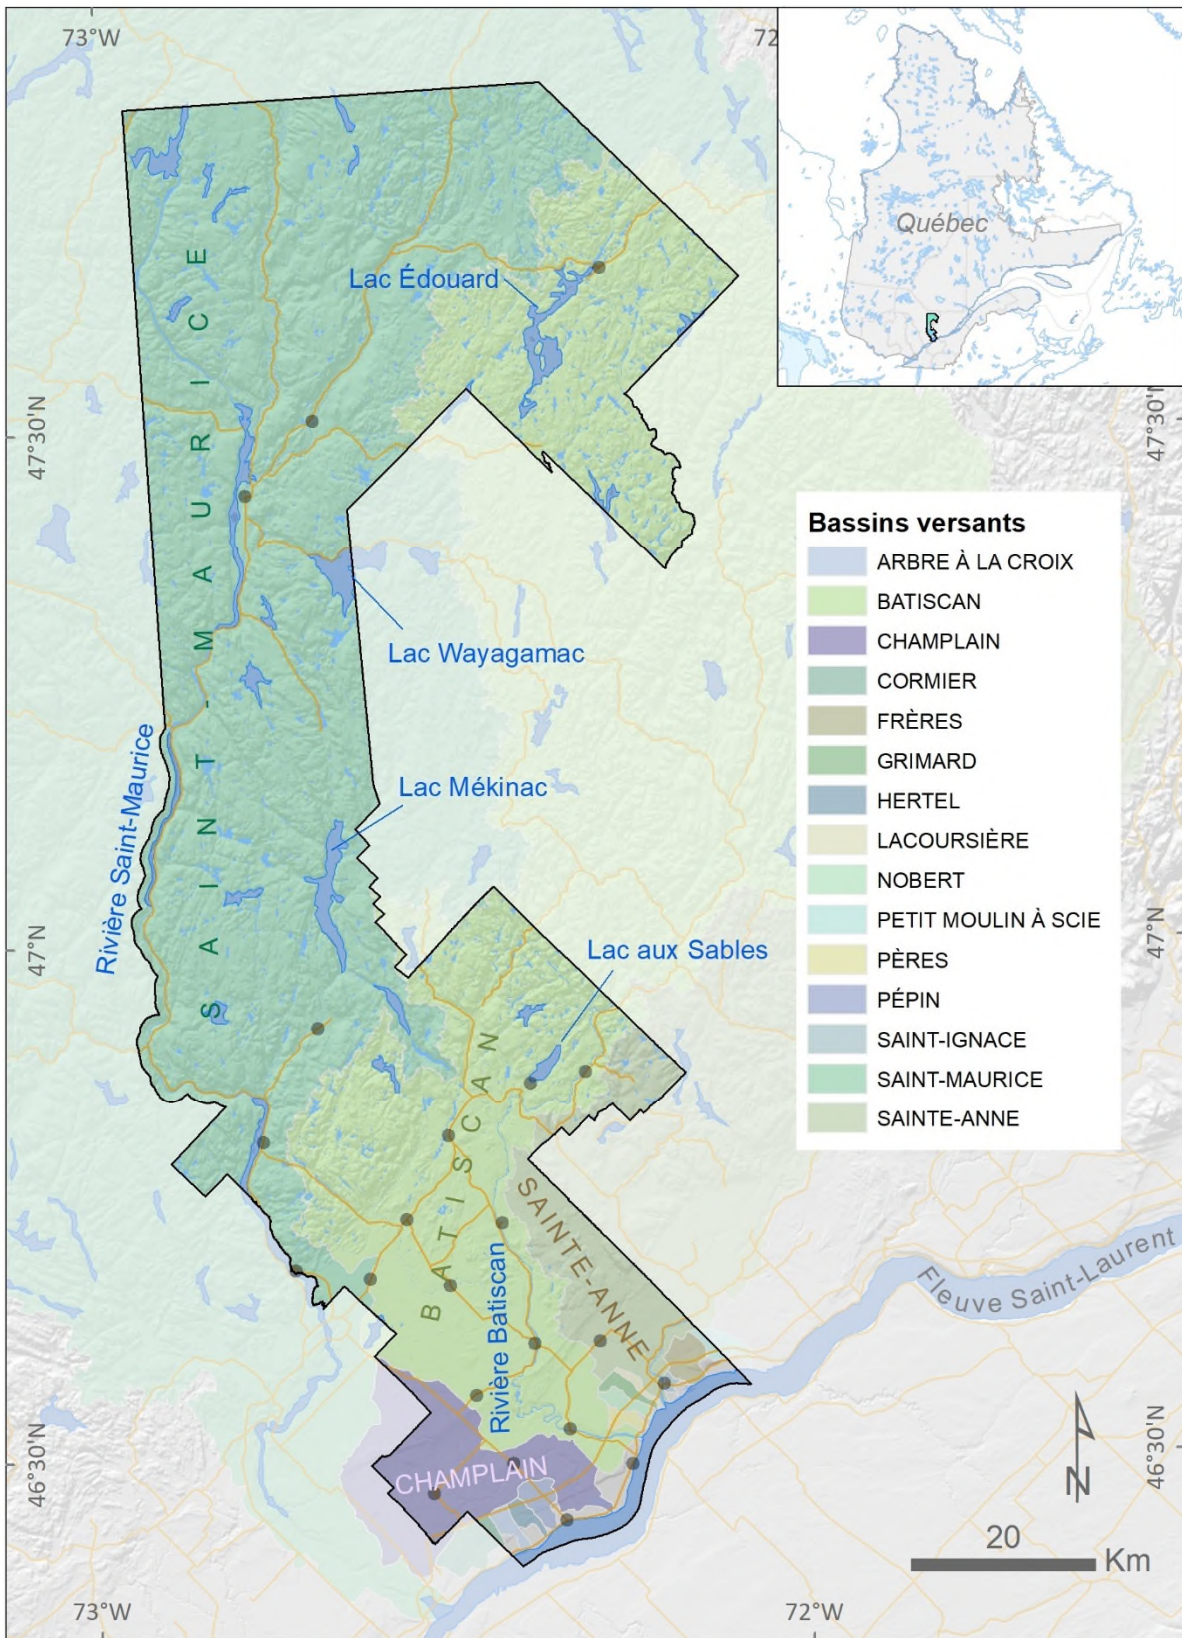 73°W
72
Québec
Lac Édouard
47°30'N
47°30'N
SAINT-MAURICE
Bassins versants
ARBRE À LA CROIX
BATISCAN
CHAMPLAIN
CORMIER
FRÈRES
GRIMARD
HERTEL
LACOURSIÈRE
NOBERT
PETIT MOULIN À SCIE
PÈRES
PÉPIN
SAINT-IGNACE
SAINT-MAURICE
SAINTE-ANNE
Lac Wayagamac
Rivière Saint-Maurice
Lac Mékinac
47°N
47°N
Lac aux Sables
BATISCAN
SAINTE-ANNE
Rivière Batiscan
Fleuve Saint-Laurent
CHAMPLAIN
46°30'N
46°30'N
N
20
Km
73°W
72°W